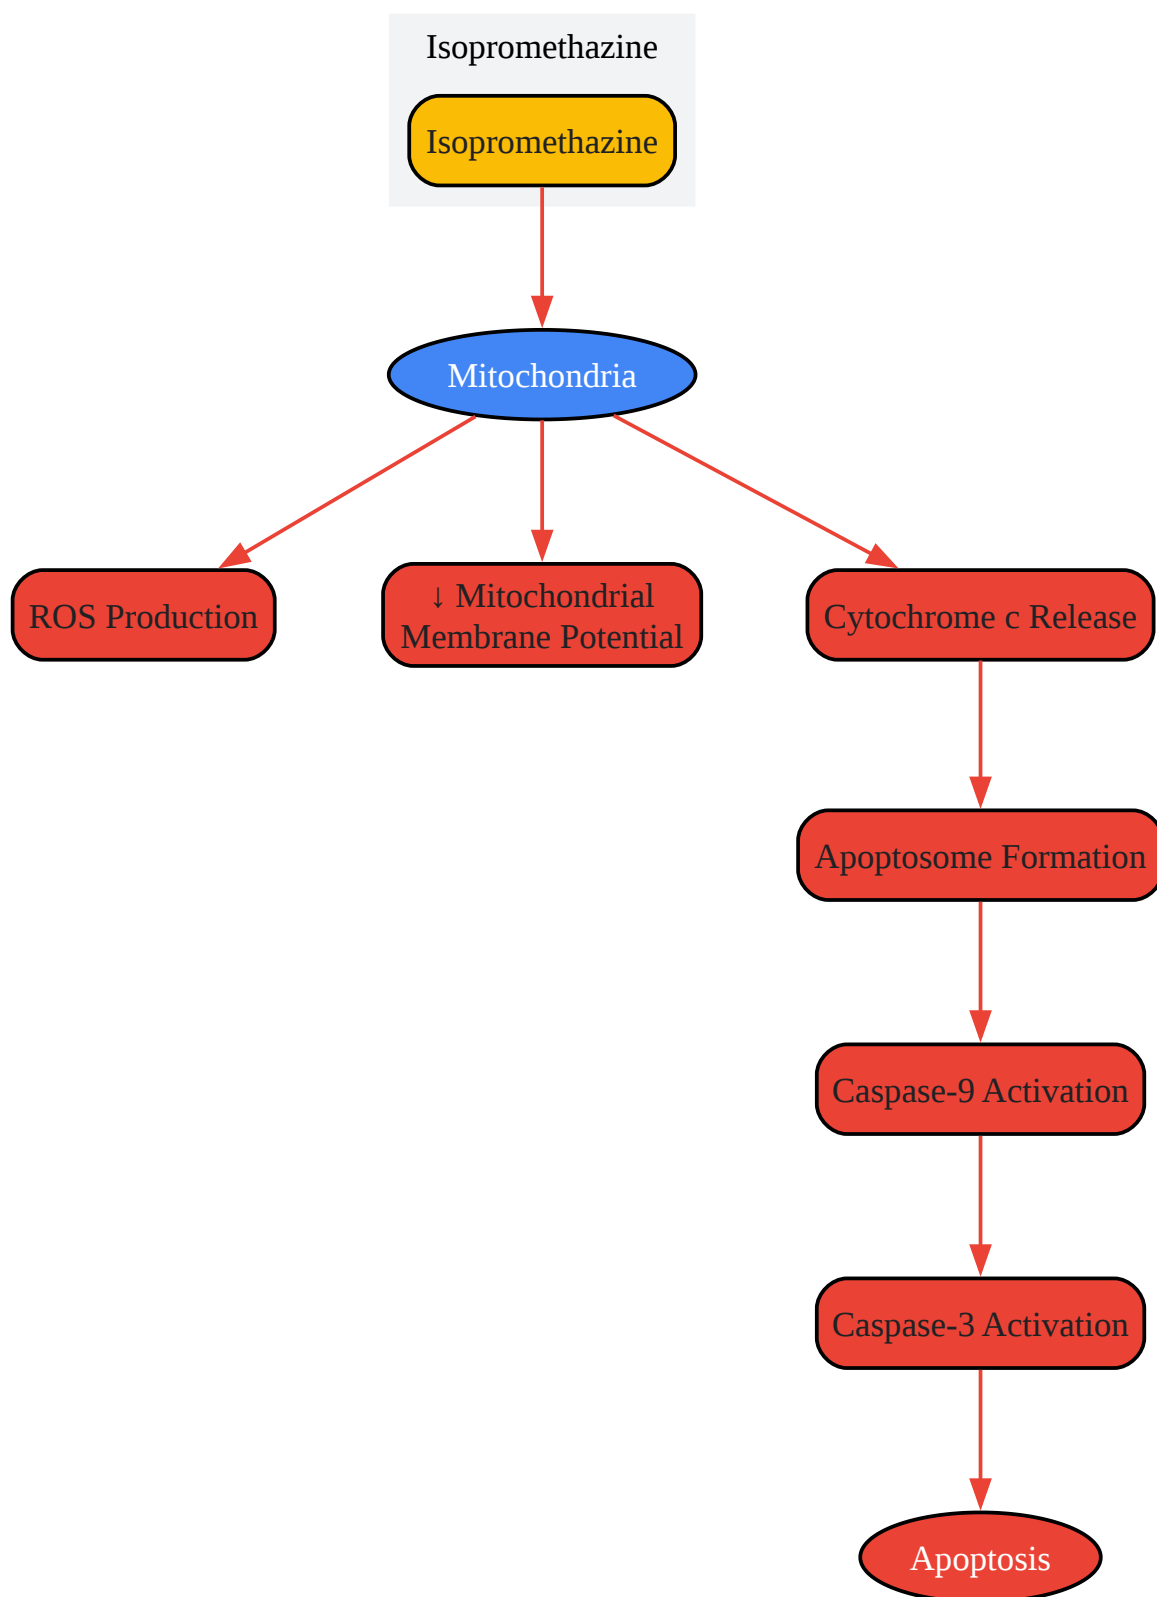 Isopromethazine
Isopromethazine
Mitochondria
ROS Production
↓ Mitochondrial
Membrane Potential
Cytochrome c Release
Apoptosome Formation
Caspase-9 Activation
Caspase-3 Activation
Apoptosis